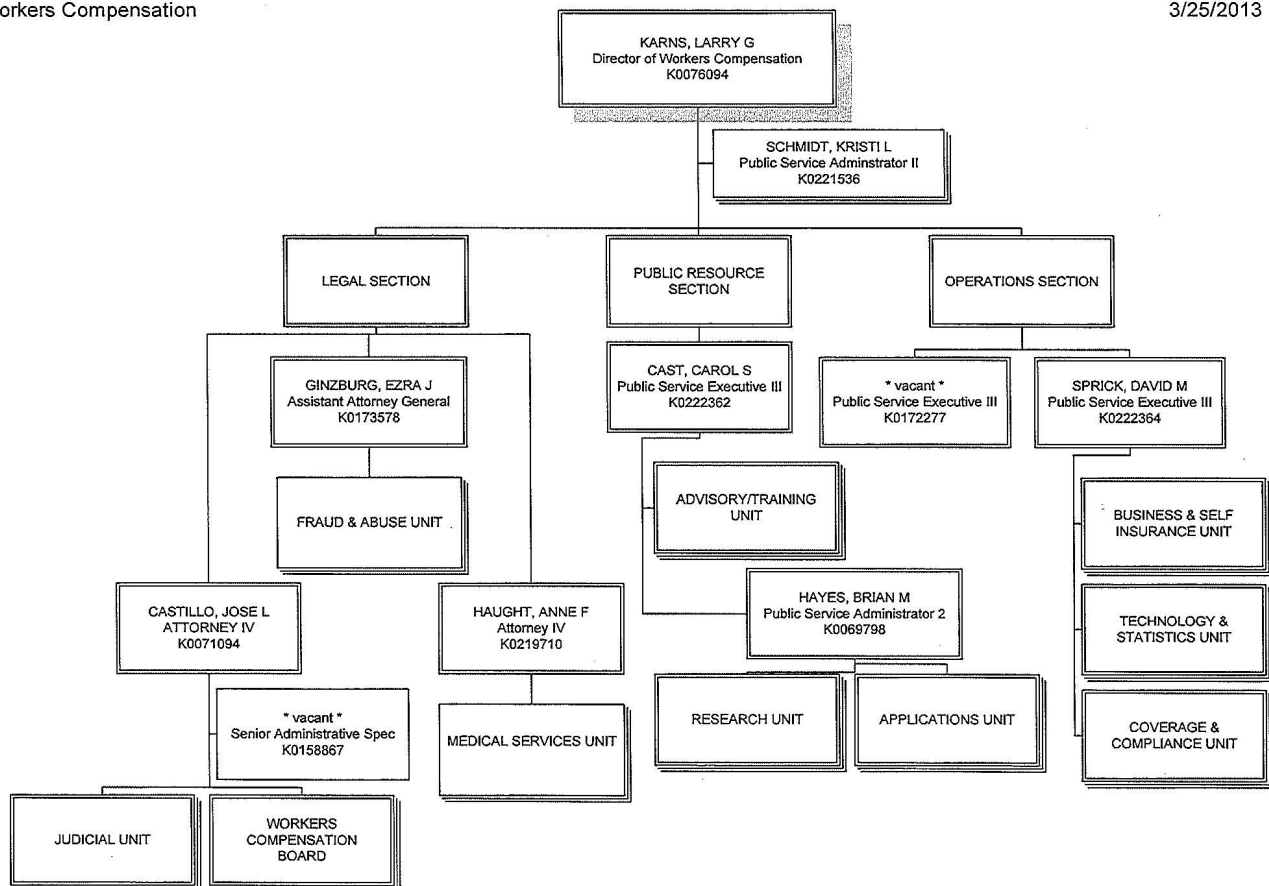 orkers Compensation
3/25/2013
KARNS, LARRY G
Director of Workers Compensation
K0076094
SCHMIDT, KRISTI L
Public Service Adminstrator II
K0221536
LEGAL SECTION
PUBLIC RESOURCE
SECTION
OPERATIONS SECTION
GINZBURG, EZRA J
Assistant Attorney General
K0173578
CAST, CAROL S
Public Service Executive III
K0222362
* vacant *
Public Service Executive III
K0172277
SPRICK, DAVID M
Public Service Executive III
K0222364
FRAUD & ABUSE UNIT
ADVISORY/TRAINING
UNIT
BUSINESS & SELF
INSURANCE UNIT
CASTILLO, JOSE L
ATTORNEY IV
K0071094
HAUGHT, ANNE F
Attorney IV
K0219710
HAYES, BRIAN M
Public Service Administrator 2
K0069798
TECHNOLOGY &
STATISTICS UNIT
* vacant *
Senior Administrative Spec
K0158867
MEDICAL SERVICES UNIT
RESEARCH UNIT
APPLICATIONS UNIT
COVERAGE &
COMPLIANCE UNIT
JUDICIAL UNIT
WORKERS
COMPENSATION
BOARD